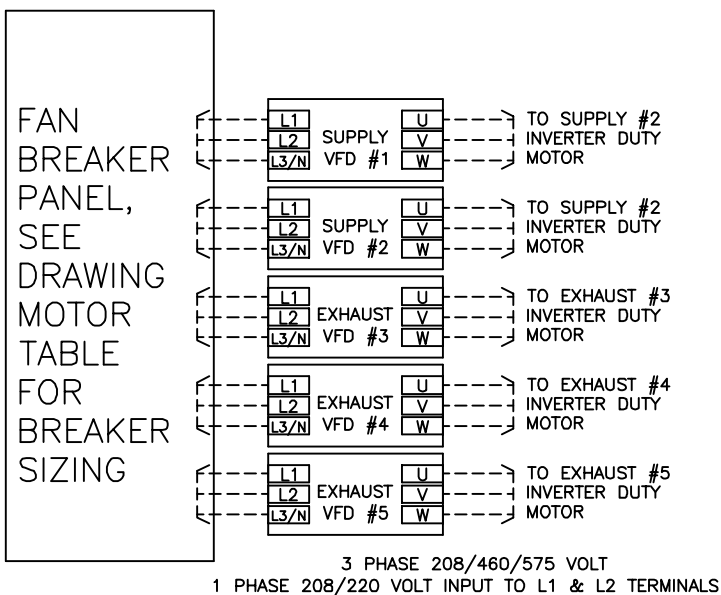 FAN
BREAKER
PANEL,
SEE
DRAWING
MOTOR
TABLE
FOR
BREAKER
SIZING
L1
L2
L3/N
SUPPLY
VFD #1
U
V
W
TO SUPPLY #2
INVERTER DUTY
MOTOR
L1
L2
L3/N
SUPPLY
VFD #2
U
V
W
TO SUPPLY #2
INVERTER DUTY
MOTOR
L1
L2
L3/N
EXHAUST
VFD #3
U
V
W
TO EXHAUST #3
INVERTER DUTY
MOTOR
L1
L2
L3/N
EXHAUST
VFD #4
U
V
W
TO EXHAUST #4
INVERTER DUTY
MOTOR
L1
L2
L3/N
EXHAUST
VFD #5
U
V
W
TO EXHAUST #5
INVERTER DUTY
MOTOR
3 PHASE 208/460/575 VOLT
1 PHASE 208/220 VOLT INPUT TO L1 & L2 TERMINALS